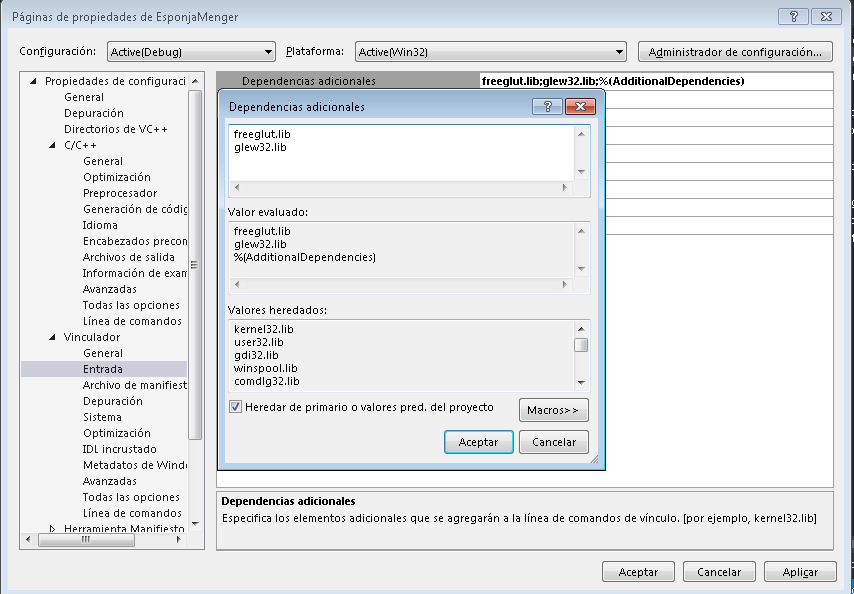 Páginas de propiedades de EsponjaMenger
Configuración: Active(Debug) Plataforma: Active(Win32) Administrador de configuración...
Propiedades de configuraci
General
Depuración
Directorios de VC++
C/C++
General
Optimización
Preprocesador
Generación de códig
Idioma
Encabezados precon
Archivos de salida
Información de exam
Avanzadas
Todas las opciones
Línea de comandos
Vinculador
General
Entrada
Archivo de manifiest
Depuración
Sistema
Optimización
IDL incrustado
Metadatos de Windo
Avanzadas
Todas las opciones
Línea de comandos
Herramienta Manifiesto
Dependencias adicionales freeglut.lib;glew32.lib;%(AdditionalDependencies)
Dependencias adicionales
freeglut.lib
glew32.lib
Valor evaluado:
freeglut.lib
glew32.lib
%(AdditionalDependencies)
Valores heredados:
kernel32.lib
user32.lib
gdi32.lib
winspool.lib
comdlg32.lib
Heredar de primario o valores pred. del proyecto Macros>>
Aceptar Cancelar
Dependencias adicionales
Especifica los elementos adicionales que se agregarán a la línea de comandos de vínculo. [por ejemplo, kernel32.lib]
Aceptar Cancelar Aplicar